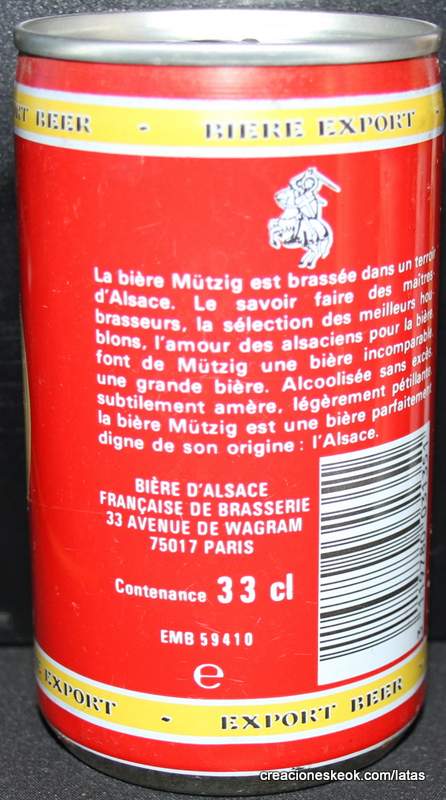 RT BEER - BIERE EXPORT
La bière Mützig est brassée dans un terroir
d'Alsace. Le savoir faire des maîtres-
brasseurs, la sélection des meilleurs hou
blons, l'amour des alsaciens pour la bière
font de Mützig une bière incomparable,
une grande bière. Alcoolisée sans excès,
subtilement amère, légèrement pétillante,
la bière Mützig est une bière parfaitement
digne de son origine : l'Alsace.
BIÈRE D'ALSACE
FRANÇAISE DE BRASSERIE
33 AVENUE DE WAGRAM
75017 PARIS
Contenance 33 cl
EMB 59410
e
E EXPORT - EXPORT BEER
creacioneskeok.com/latas